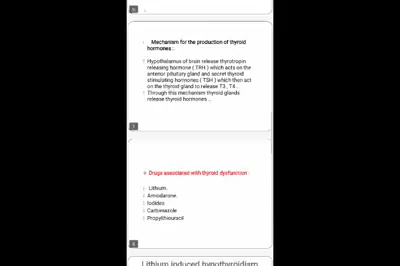 Mechanism for the production of thyroid
hormones :
Hypothalamus of brain release thyrotropin
releasing hormone ( TRH ) which acts on the
anterior pituitary gland and secret thyroid
stimulating hormones ( TSH ) which then act
on the thyroid gland to release T3 , T4 .
Through this mechanism thyroid glands
release thyroid hormones ..
7
Drugs associated with thyroid dysfunction :
Lithium.
Amiodarone.
Iodides
Carbimazole
Propylthiouracil
8
Lithium induced hypothyroidism